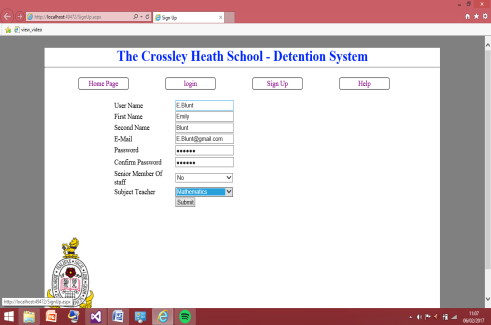 http://localhost:49472/SignUp.aspx
Sign Up
view_video
The Crossley Heath School - Detention System
Home Page login Sign Up Help
User Name E.Blunt
First Name Emily
Second Name Blunt
E-Mail E.Blunt@gmail.com
Password ••••••
Confirm Password ••••••
Senior Member Of
staff No
Subject Teacher Mathematics
Submit
http://localhost:49472/SignUp.aspx
11:07
06/02/2017